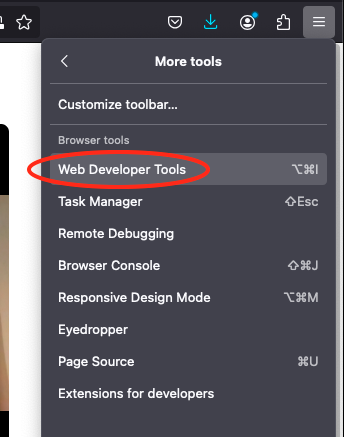 More tools
Customize toolbar...
Browser tools
Web Developer Tools ⌥⌘I
Task Manager ⇧Esc
Remote Debugging
Browser Console ⇧⌘J
Responsive Design Mode ⌥⌘M
Eyedropper
Page Source ⌘U
Extensions for developers